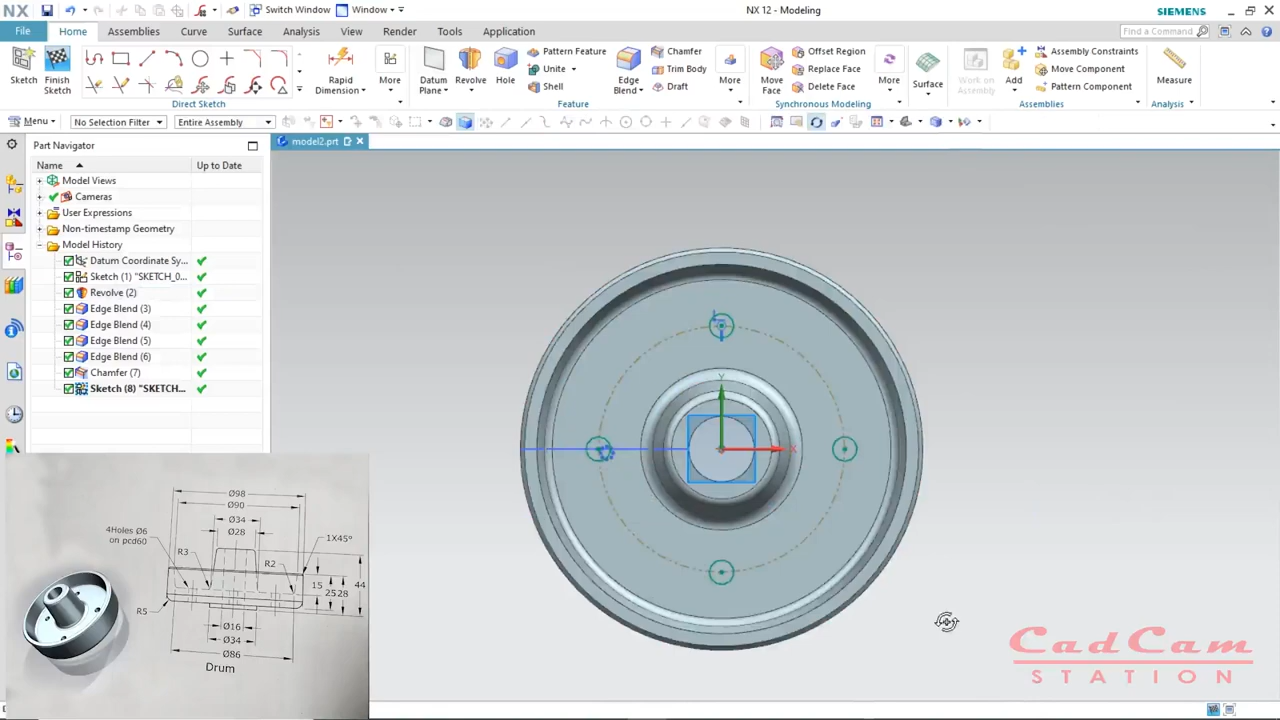 NX
Switch Window
Window
NX 12 - Modeling
SIEMENS
File
Home
Assemblies
Curve
Surface
Analysis
View
Render
Tools
Application
Find a Command
Sketch
Finish Sketch
Rapid Dimension
More
Direct Sketch
Datum Plane
Revolve
Hole
Pattern Feature
Unite
Shell
Edge Blend
Chamfer
Trim Body
Draft
More
Feature
Move Face
Offset Region
Replace Face
Delete Face
More
Synchronous Modeling
Surface
Work on Assembly
Add
Assembly Constraints
Move Component
Pattern Component
Assemblies
Measure
Analysis
Menu
No Selection Filter
Entire Assembly
Part Navigator
model2.prt
Name
Up to Date
Model Views
Cameras
User Expressions
Non-timestamp Geometry
Model History
Datum Coordinate Sy...
Sketch (1) "SKETCH_0...
Revolve (2)
Edge Blend (3)
Edge Blend (4)
Edge Blend (5)
Edge Blend (6)
Chamfer (7)
Sketch (8) "SKETCH...
Y
X
Ø98
Ø90
Ø34
Ø28
4Holes Ø6
on pcd60
R3
1X45°
R2
15
25
28
44
R5
Ø16
Ø34
Ø86
Drum
CadCam
STATION